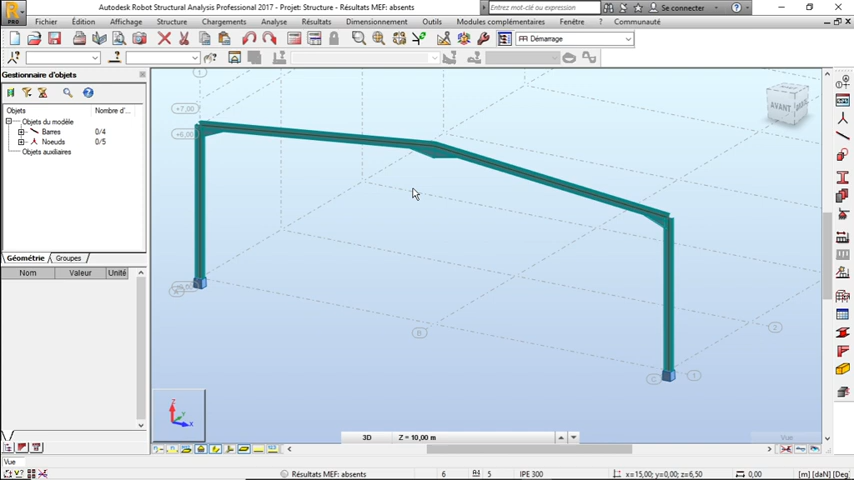 Autodesk Robot Structural Analysis Professional 2017 - Projet: Structure - Résultats MEF: absents
Entrez mot-clé ou expression
Se connecter
PRO
Fichier Édition Affichage Structure Chargements Analyse Résultats Dimensionnement Outils Modules complémentaires Fenêtre ? Communauté
Démarrage
Gestionnaire d'objets
Objets Nombre d'...
Objets du modèle
Barres 0/4
Noeuds 0/5
Objets auxiliaires
Géométrie Groupes
Nom Valeur Unité
1
+7,00
+6,00
AVANT
B
2
C
Z
Y
X
3D Z = 10,00 m
Vue
Vue
Résultats MEF: absents 6 5 IPE 300 x=15,00; y=0,00; z=6,50 0,00 [m] [daN] [Deg]